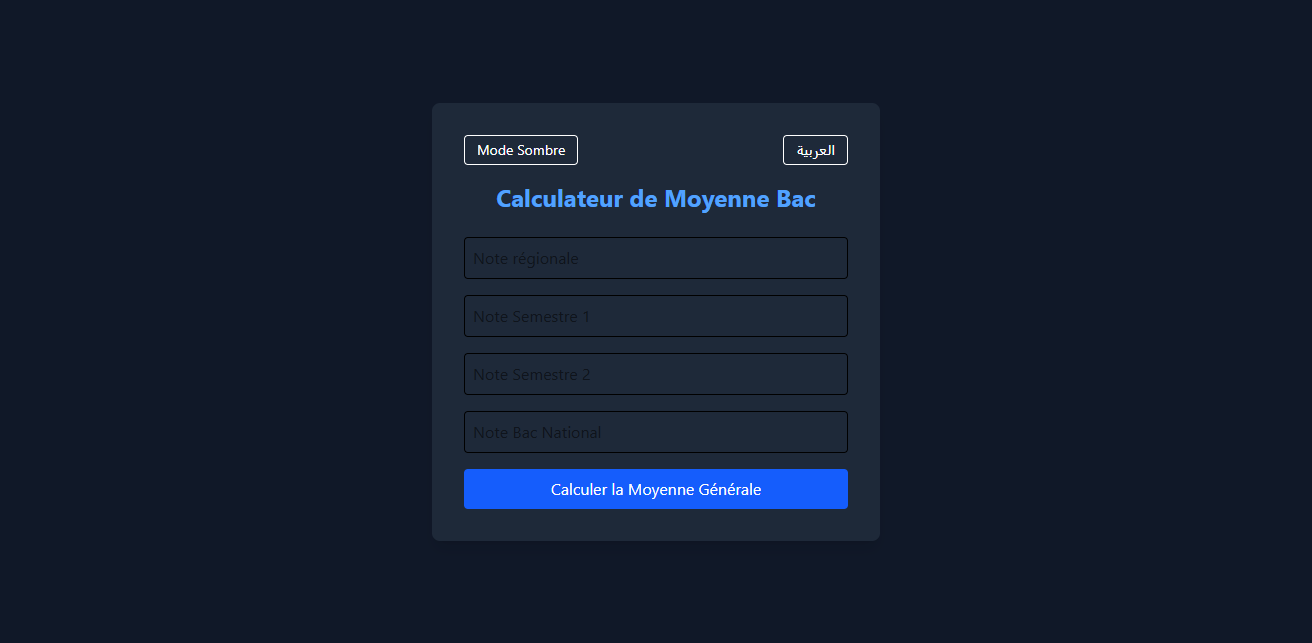 Mode Sombre
العربية
Calculateur de Moyenne Bac
Note régionale
Note Semestre 1
Note Semestre 2
Note Bac National
Calculer la Moyenne Générale